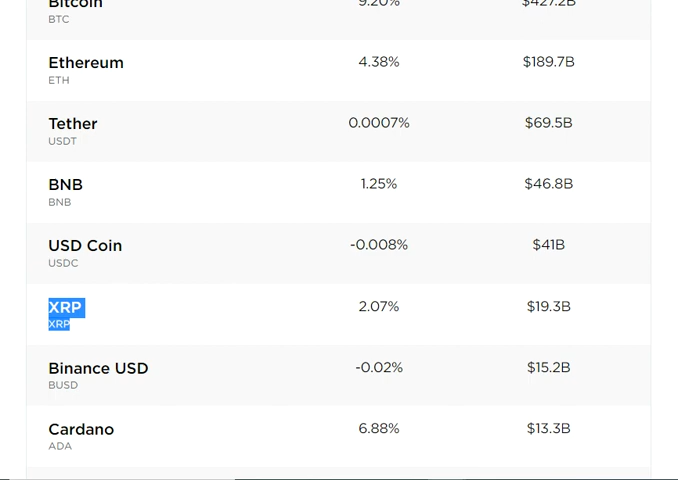 Bitcoin 9.20% $427.2B
BTC
Ethereum 4.38% $189.7B
ETH
Tether 0.0007% $69.5B
USDT
BNB 1.25% $46.8B
BNB
USD Coin -0.008% $41B
USDC
XRP 2.07% $19.3B
XRP
Binance USD -0.02% $15.2B
BUSD
Cardano 6.88% $13.3B
ADA